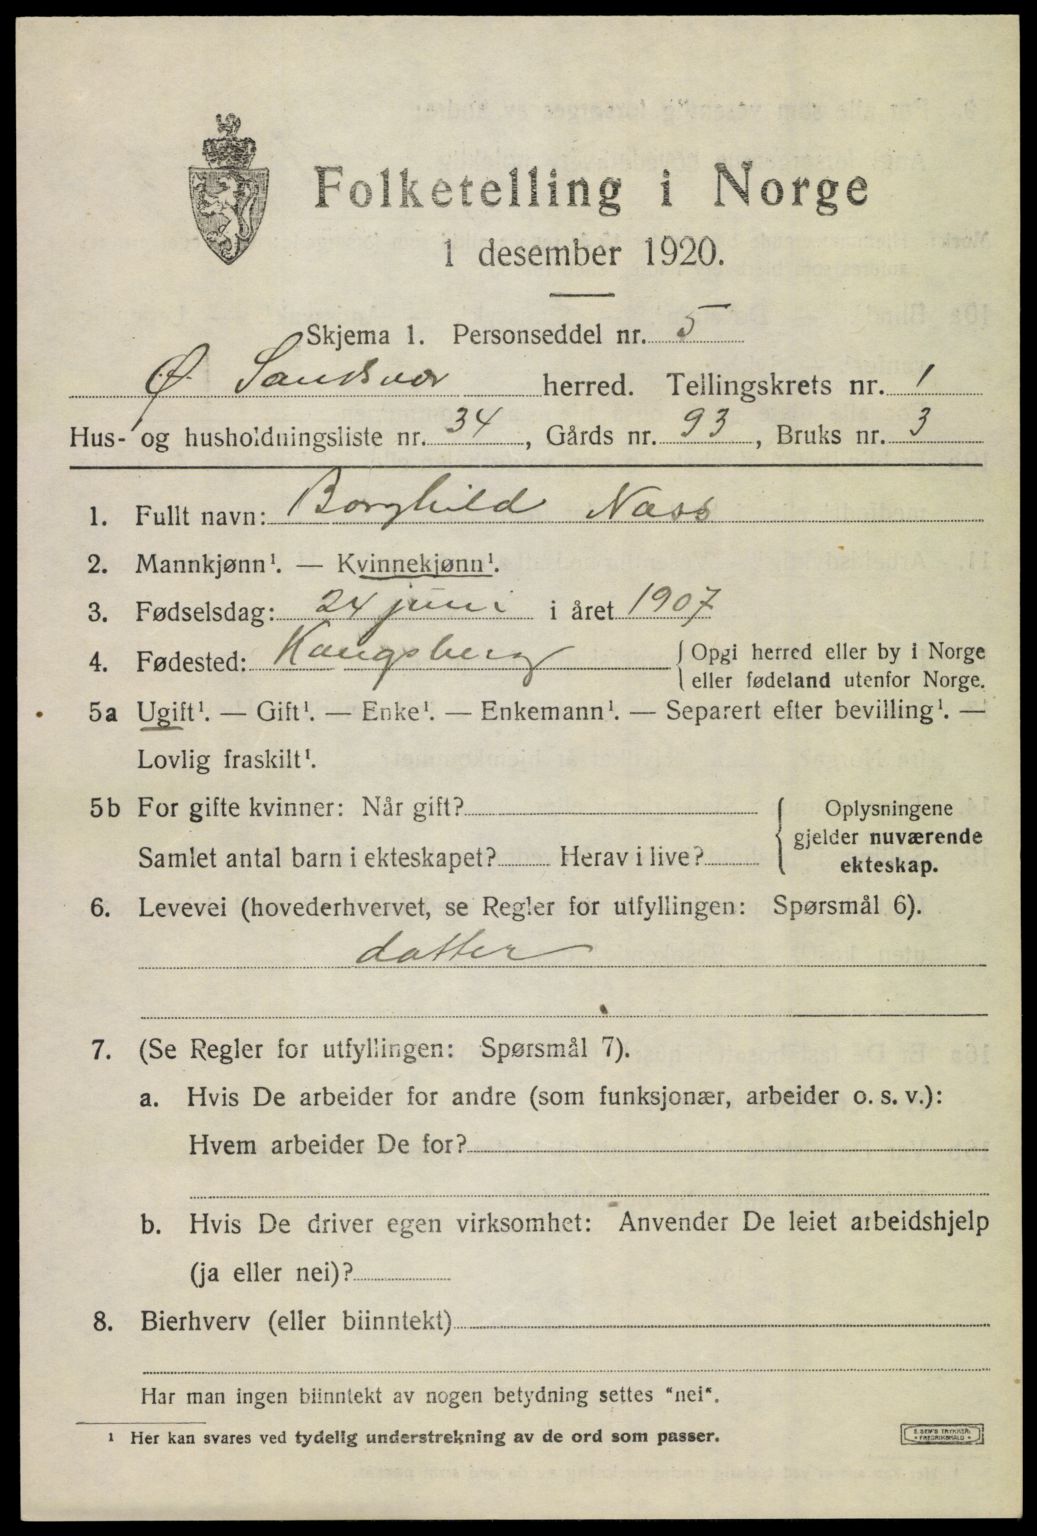 Folketelling i Norge
1 desember 1920.
Skjema 1. Personseddel nr. 5
Ø. Sandsvær herred. Tellingskrets nr. 1
Hus- og husholdningsliste nr. 34, Gårds nr. 93, Bruks nr. 3
1. Fullt navn: Borghild Næss
2. Mannkjønn¹. — Kvinnekjønn¹.
3. Fødselsdag: 24 juni i året 1907
4. Fødested: Kongsberg { Opgi herred eller by i Norge
eller fødeland utenfor Norge.
5a Ugift¹. — Gift¹. — Enke¹. — Enkemann¹. — Separert efter bevilling¹. —
Lovlig fraskilt¹.
5b For gifte kvinner: Når gift?
Samlet antal barn i ekteskapet? Herav i live?
{ Oplysningene
gjelder nuværende
ekteskap.
6. Levevei (hovederhvervet, se Regler for utfyllingen: Spørsmål 6).
datter
7. (Se Regler for utfyllingen: Spørsmål 7).
a. Hvis De arbeider for andre (som funksjonær, arbeider o. s. v.):
Hvem arbeider De for?
b. Hvis De driver egen virksomhet: Anvender De leiet arbeidshjelp
(ja eller nei)?
8. Bierhverv (eller biinntekt)
Har man ingen biinntekt av nogen betydning settes "nei".
¹ Her kan svares ved tydelig understrekning av de ord som passer.